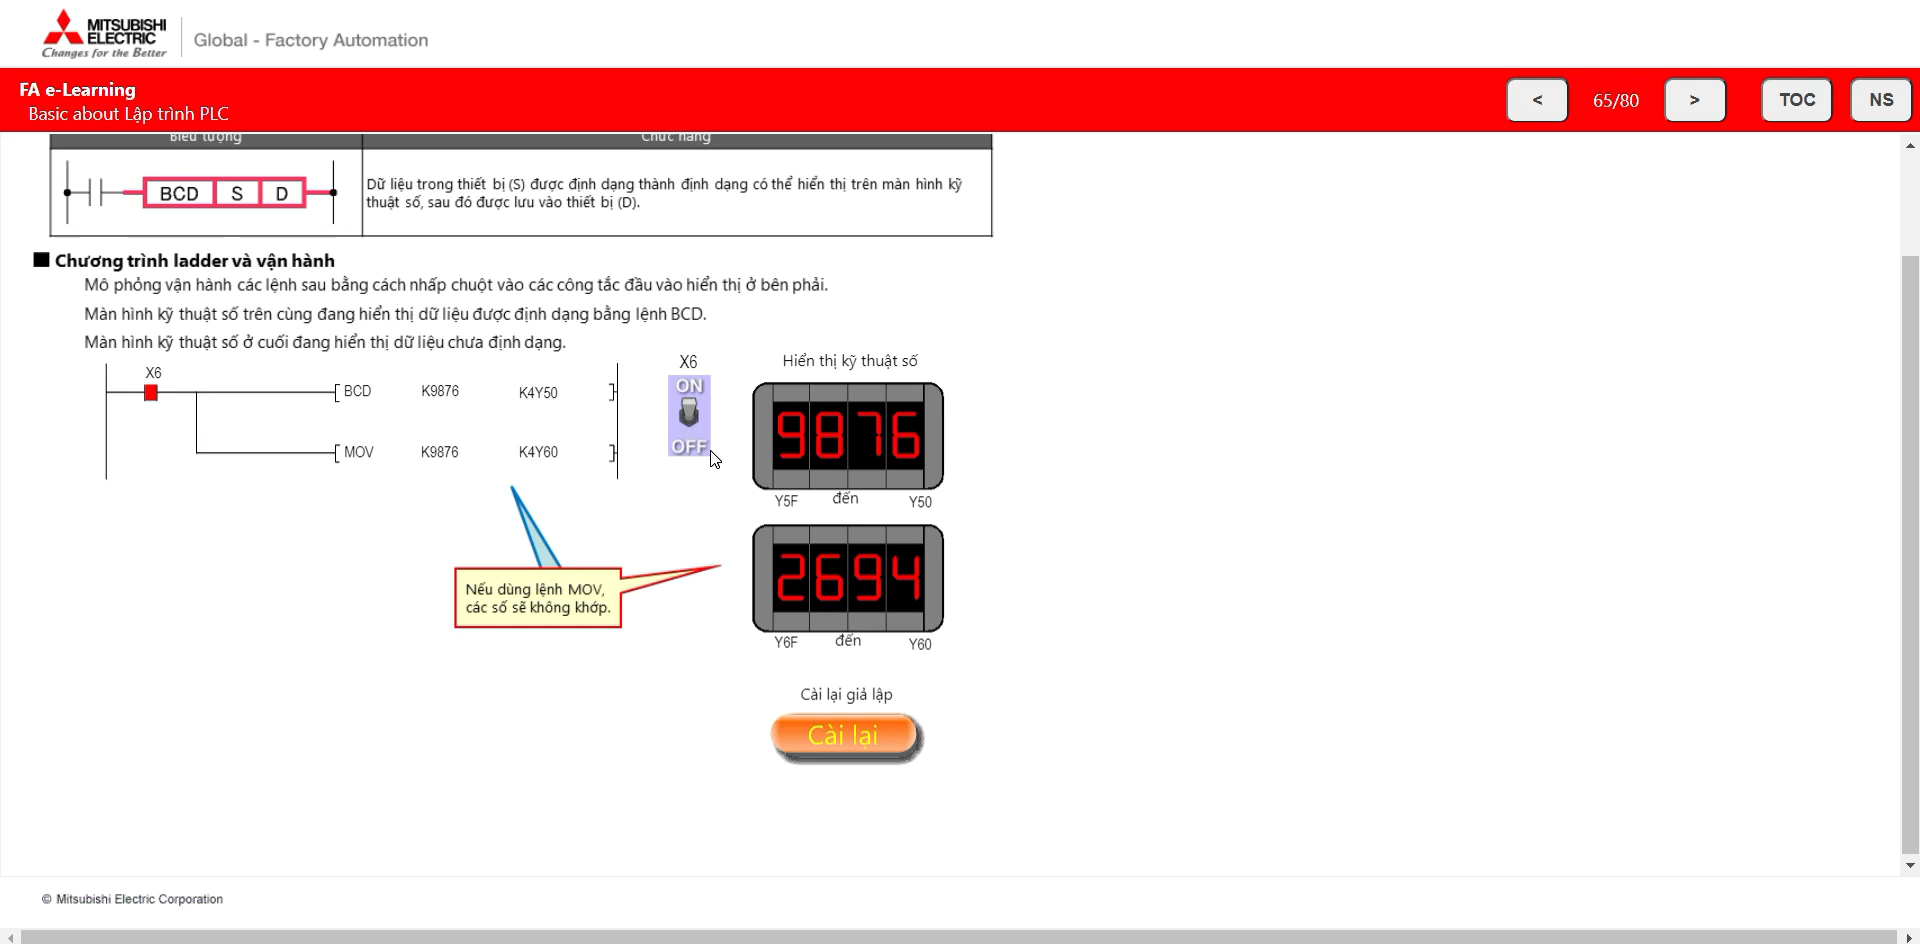 MITSUBISHI
ELECTRIC
Changes for the Better
Global - Factory Automation
FA e-Learning
Basic about Lập trình PLC
<
65/80
>
TOC
NS
Biểu tượng
Chức năng
BCD S D
Dữ liệu trong thiết bị (S) được định dạng thành định dạng có thể hiển thị trên màn hình kỹ
thuật số, sau đó được lưu vào thiết bị (D).
Chương trình ladder và vận hành
Mô phỏng vận hành các lệnh sau bằng cách nhấp chuột vào các công tắc đầu vào hiển thị ở bên phải.
Màn hình kỹ thuật số trên cùng đang hiển thị dữ liệu được định dạng bằng lệnh BCD.
Màn hình kỹ thuật số ở cuối đang hiển thị dữ liệu chưa định dạng.
X6
BCD K9876 K4Y50
MOV K9876 K4Y60
X6
ON
OFF
Hiển thị kỹ thuật số
9876
Y5F đến Y50
2694
Y6F đến Y60
Nếu dùng lệnh MOV,
các số sẽ không khớp.
Cài lại giả lập
Cài lại
© Mitsubishi Electric Corporation